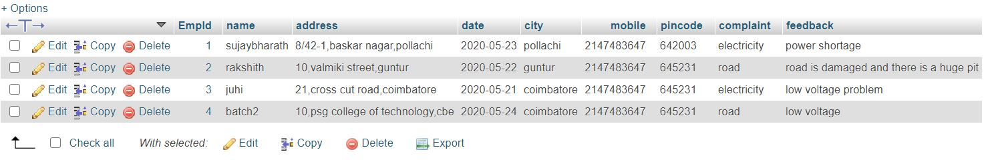 + Options
←T→ EmpId name address date city mobile pincode complaint feedback
Edit Copy Delete 1 sujaybharath 8/42-1,baskar nagar,pollachi 2020-05-23 pollachi 2147483647 642003 electricity power shortage
Edit Copy Delete 2 rakshith 10,valmiki street,guntur 2020-05-22 guntur 2147483647 645231 road road is damaged and there is a huge pit
Edit Copy Delete 3 juhi 21,cross cut road,coimbatore 2020-05-21 coimbatore 2147483647 645231 electricity low voltage problem
Edit Copy Delete 4 batch2 10,psg college of technology,cbe 2020-05-24 coimbatore 2147483647 645231 road low voltage
Check all With selected: Edit Copy Delete Export